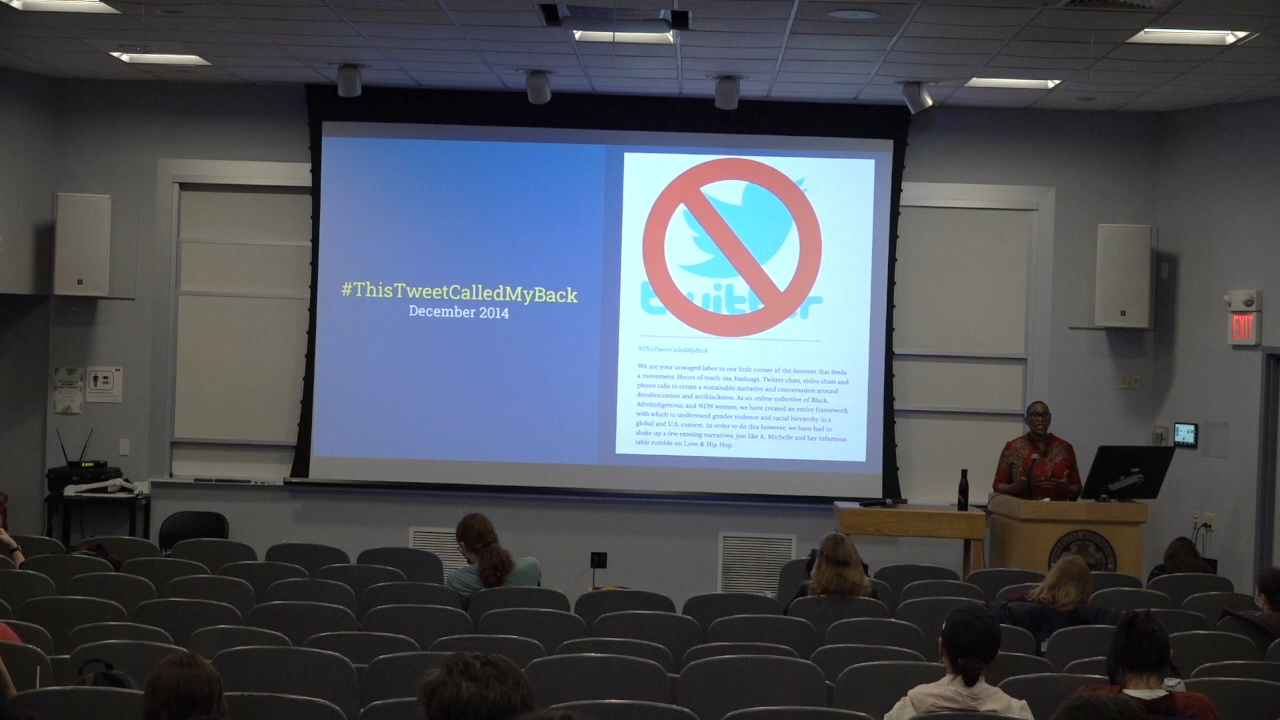 #ThisTweetCalledMyBack
December 2014
twitter
#ThisTweetCalledMyBack
We are your unwaged labor in our little corner of the internet that feeds
a movement. Hours of teach-ins, hashtags, Twitter chats, video chats and
phone calls to create a sustainable narrative and conversation around
decolonization and antiblackness. As an online collective of Black,
AfroIndigenous, and NDN women, we have created an entire framework
with which to understand gender violence and racial hierarchy in a
global and U.S. context. In order to do this however, we have had to
shake up a few existing narratives, just like K. Michelle and her infamous
table rumble on Love & Hip Hop.
EXIT